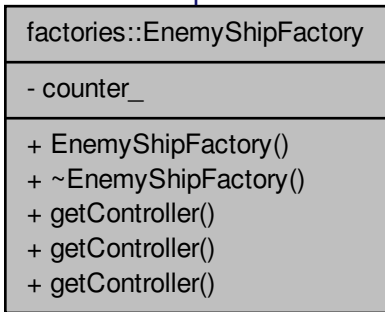 factories::EnemyShipFactory
- counter_
+ EnemyShipFactory()
+ ~EnemyShipFactory()
+ getController()
+ getController()
+ getController()